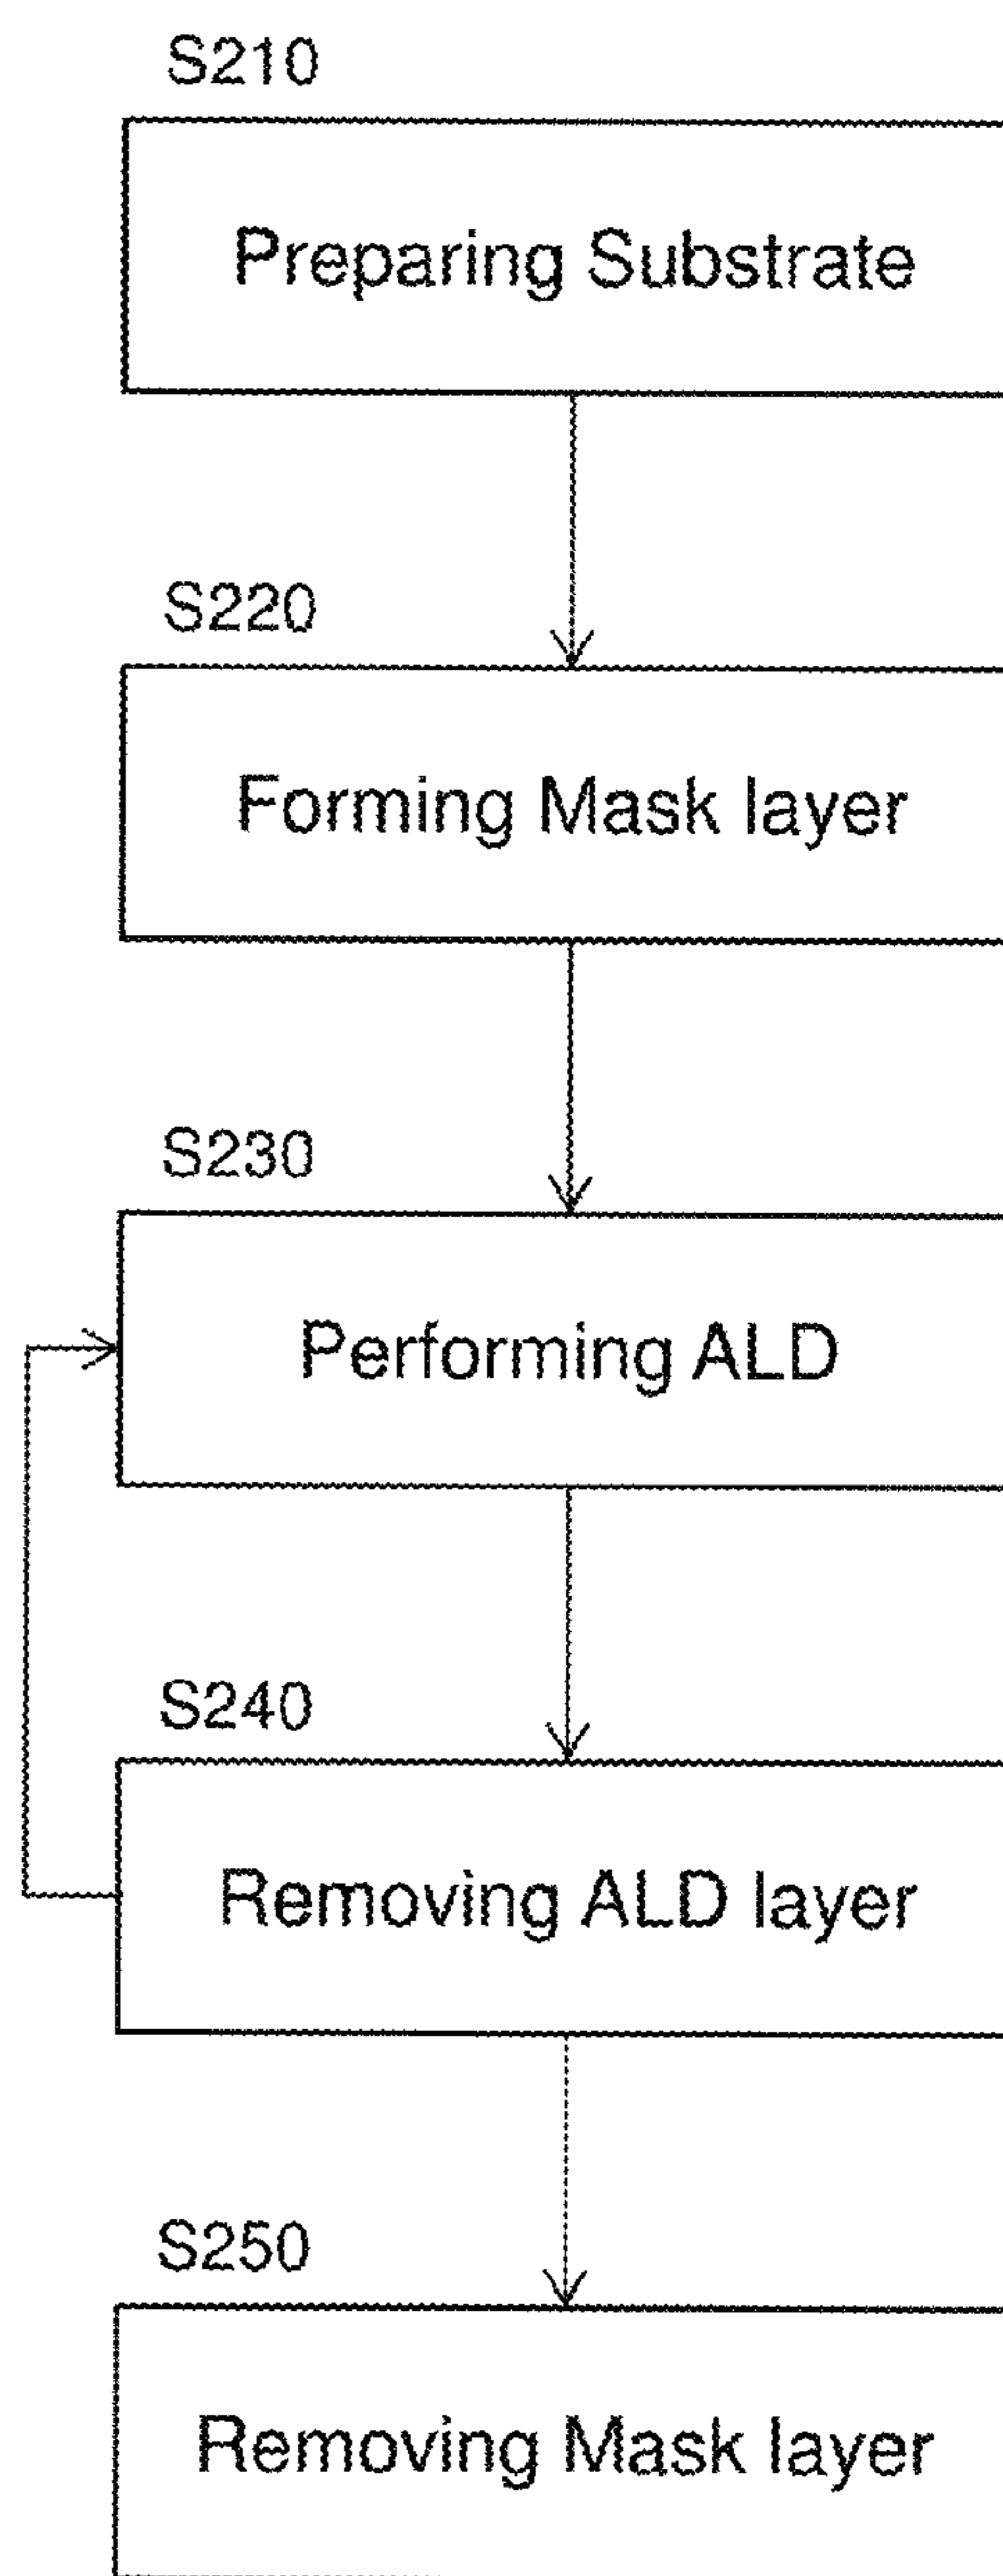 S210
Preparing Substrate
S220
Forming Mask layer
S230
Performing ALD
S240
Removing ALD layer
S250
Removing Mask layer